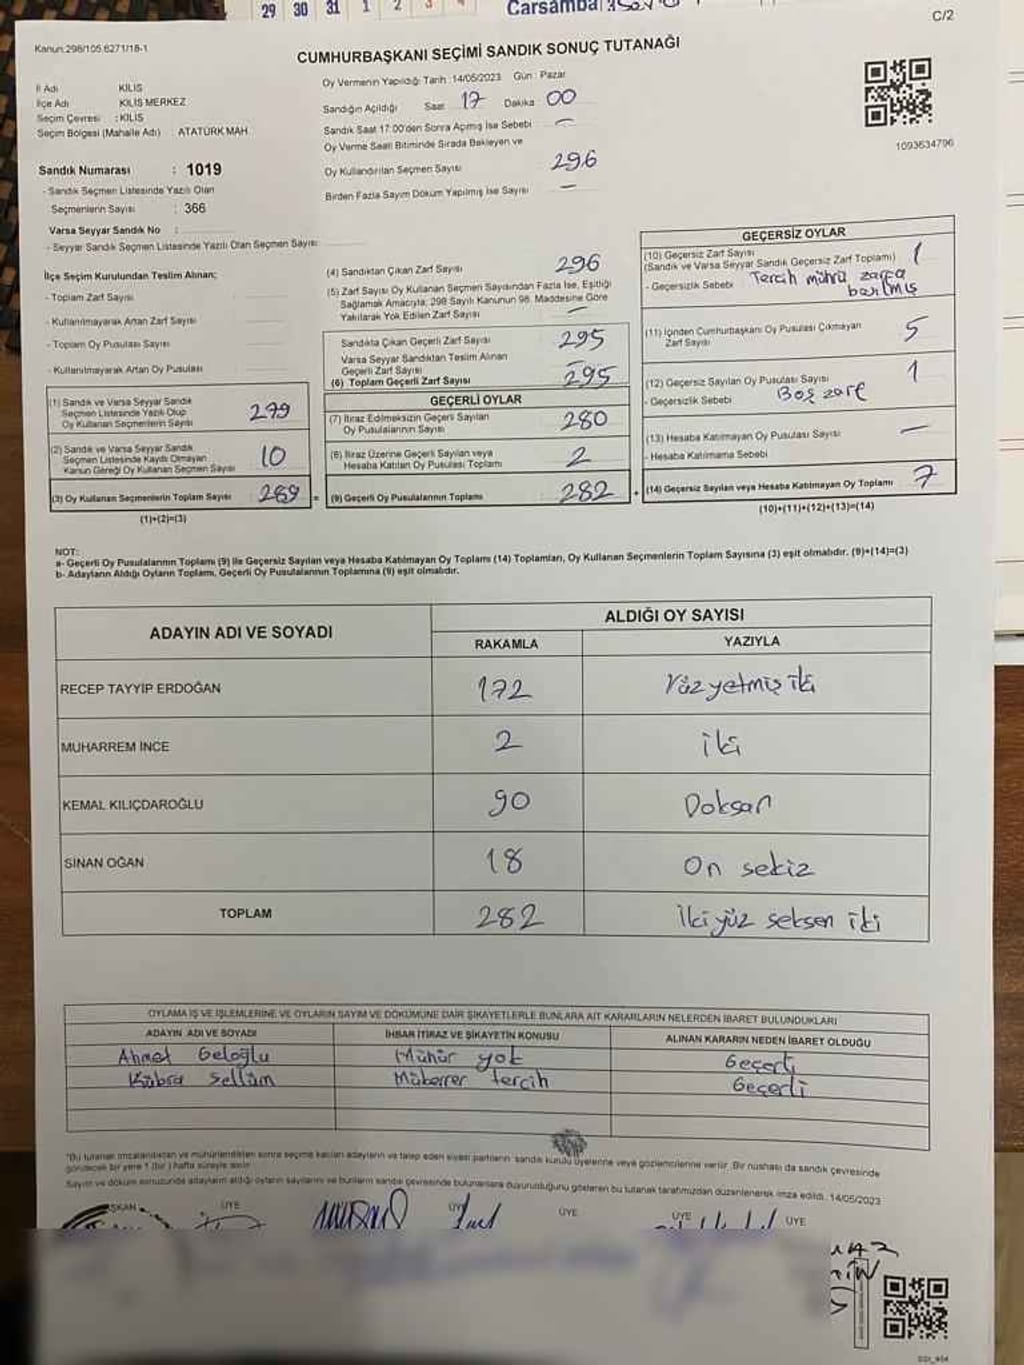 29 30 31 1 2 3 4
Çarşamba
C/2
Kanun:298/105,6271/18-1
CUMHURBAŞKANI SEÇİMİ SANDIK SONUÇ TUTANAĞI
İl Adı KİLİS
İlçe Adı KİLİS MERKEZ
Seçim Çevresi : KİLİS
Seçim Bölgesi (Mahalle Adı) : ATATÜRK MAH.
Oy Vermenin Yapıldığı Tarih :14/05/2023 Gün : Pazar
Sandığın Açıldığı Saat 17 Dakika 00
Sandık Saat 17:00'den Sonra Açmış İse Sebebi —
Oy Verme Saati Bitiminde Sırada Bekleyen ve
Oy Kullandırılan Seçmen Sayısı 296
Birden Fazla Sayım Döküm Yapılmış İse Sayısı —
1093634796
Sandık Numarası : 1019
- Sandık Seçmen Listesinde Yazılı Olan
Seçmenlerin Sayısı : 366
Varsa Seyyar Sandık No :
- Seyyar Sandık Seçmen Listesinde Yazılı Olan Seçmen Sayısı:
İlçe Seçim Kurulundan Teslim Alınan;
- Toplam Zarf Sayısı
- Kullanılmayarak Artan Zarf Sayısı
- Toplam Oy Pusulası Sayısı
- Kullanılmayarak Artan Oy Pusulası
(1) Sandık ve Varsa Seyyar Sandık
Seçmen Listesinde Yazılı Olup
Oy Kullanan Seçmenlerin Sayısı 279
(2) Sandık ve Varsa Seyyar Sandık
Seçmen Listesinde Kayıtlı Olmayan
Kanun Gereği Oy Kullanan Seçmen Sayısı 10
(3) Oy Kullanan Seçmenlerin Toplam Sayısı 289 =
(1)+(2)=(3)
(4) Sandıktan Çıkan Zarf Sayısı 296
(5) Zarf Sayısı Oy Kullanan Seçmen Sayısından Fazla İse, Eşitliği
Sağlamak Amacıyla, 298 Sayılı Kanunun 98. Maddesine Göre
Yakılarak Yok Edilen Zarf Sayısı —
Sandıkta Çıkan Geçerli Zarf Sayısı 295
Varsa Seyyar Sandıktan Teslim Alınan
Geçerli Zarf Sayısı —
(6) Toplam Geçerli Zarf Sayısı 295
GEÇERLİ OYLAR
(7) İtiraz Edilmeksizin Geçerli Sayılan
Oy Pusulalarının Sayısı 280
(8) İtiraz Üzerine Geçerli Sayılan veya
Hesaba Katılan Oy Pusulası Toplamı 2
(9) Geçerli Oy Pusulalarının Toplamı 282 +
GEÇERSİZ OYLAR
(10) Geçersiz Zarf Sayısı
(Sandık ve Varsa Seyyar Sandık Geçersiz Zarf Toplamı) 1
- Geçersizlik Sebebi Tercih mührü zarfa
barılmış
(11) İçinden Cumhurbaşkanı Oy Pusulası Çıkmayan
Zarf Sayısı 5
(12) Geçersiz Sayılan Oy Pusulası Sayısı 1
- Geçersizlik Sebebi Boş zarf
(13) Hesaba Katılmayan Oy Pusulası Sayısı —
- Hesaba Katılmama Sebebi
(14) Geçersiz Sayılan veya Hesaba Katılmayan Oy Toplamı 7
(10)+(11)+(12)+(13)=(14)
NOT:
a- Geçerli Oy Pusulalarının Toplamı (9) ile Geçersiz Sayılan veya Hesaba Katılmayan Oy Toplamı (14) Toplamları, Oy Kullanan Seçmenlerin Toplam Sayısına (3) eşit olmalıdır. (9)+(14)=(3)
b- Adayların Aldığı Oyların Toplamı, Geçerli Oy Pusulalarının Toplamına (9) eşit olmalıdır.
ADAYIN ADI VE SOYADI
ALDIĞI OY SAYISI
RAKAMLA YAZIYLA
RECEP TAYYİP ERDOĞAN 172 Yüz yetmiş iki
MUHARREM İNCE 2 iki
KEMAL KILIÇDAROĞLU 90 Doksan
SİNAN OĞAN 18 On sekiz
TOPLAM 282 İki yüz seksen iki
OYLAMA İŞ VE İŞLEMLERİNE VE OYLARIN SAYIM VE DÖKÜMÜNE DAİR ŞİKAYETLERLE BUNLARA AİT KARARLARIN NELERDEN İBARET BULUNDUKLARI
ADAYIN ADI VE SOYADI İHBAR İTİRAZ VE ŞİKAYETİN KONUSU ALINAN KARARIN NEDEN İBARET OLDUĞU
Ahmet Geloğlu Mühür yok Geçerli
Kübra Sellüm Mükerrer tercih Geçerli
*Bu tutanak imzalandıktan ve mühürlendikten sonra seçime katılan adayların ve talep eden siyasi partilerin sandık kurulu üyelerine veya gözlemcilerine verilir. Bir nüshası da sandık çevresinde
görülecek bir yere 1 (bir ) hafta süreyle asılır.
Sayım ve döküm sonucunda adayların aldığı oyların sayılarını ve bunların sandık çevresinde bulunanlara duyurulduğunu gösteren bu tutanak tarafımızdan düzenlenerek imza edildi. 14/05/2023
BAŞKAN ÜYE ÜYE ÜYE ÜYE ÜYE